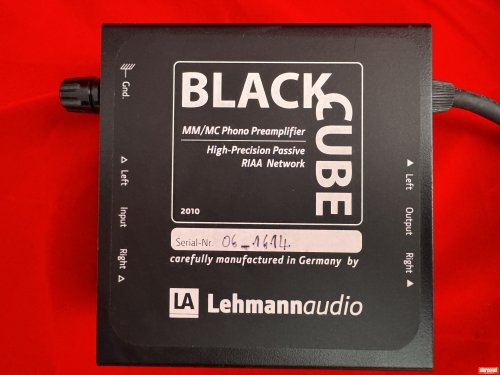 BLACK CUBE
MM/MC Phono Preamplifier
High-Precision Passive
RIAA Network
2010
Serial-Nr. 06_1614.
carefully manufactured in Germany by
LA Lehmannaudio
Gnd.
Left Input Right
Left Output Right